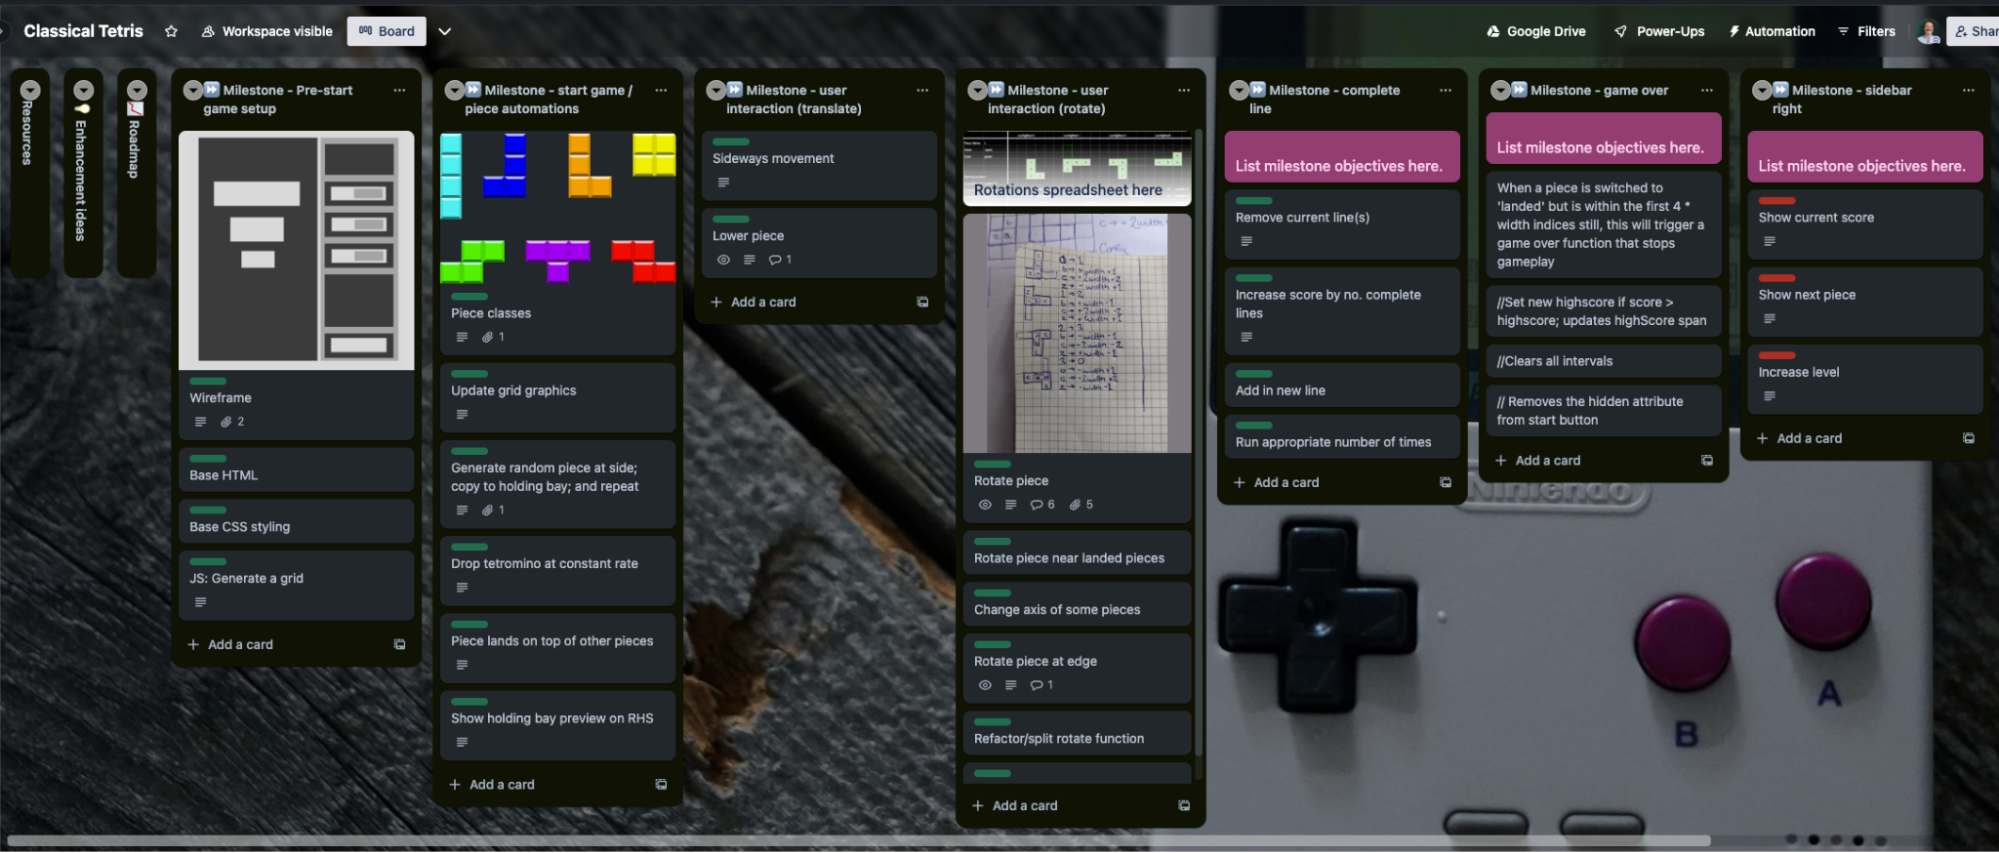 Classical Tetris
Workspace visible
Board
Google Drive
Power-Ups
Automation
Filters
Resources
Enhancement ideas
Roadmap
Milestone - Pre-start
game setup
Wireframe
2
Base HTML
Base CSS styling
JS: Generate a grid
+ Add a card
Milestone - start game /
piece automations
Piece classes
1
Update grid graphics
Generate random piece at side;
copy to holding bay; and repeat
1
Drop tetromino at constant rate
Piece lands on top of other pieces
Show holding bay preview on RHS
+ Add a card
Milestone - user
interaction (translate)
Sideways movement
Lower piece
1
+ Add a card
Milestone - user
interaction (rotate)
Rotations spreadsheet here
Rotate piece
6 5
Rotate piece near landed pieces
Change axis of some pieces
Rotate piece at edge
1
Refactor/split rotate function
+ Add a card
Milestone - complete
line
List milestone objectives here.
Remove current line(s)
Increase score by no. complete
lines
Add in new line
Run appropriate number of times
+ Add a card
Milestone - game over
List milestone objectives here.
When a piece is switched to
'landed' but is within the first 4 *
width indices still, this will trigger a
game over function that stops
gameplay
//Set new highscore if score >
highscore; updates highScore span
//Clears all intervals
// Removes the hidden attribute
from start button
+ Add a card
Milestone - sidebar
right
List milestone objectives here.
Show current score
Show next piece
Increase level
+ Add a card
Nintendo
B
A